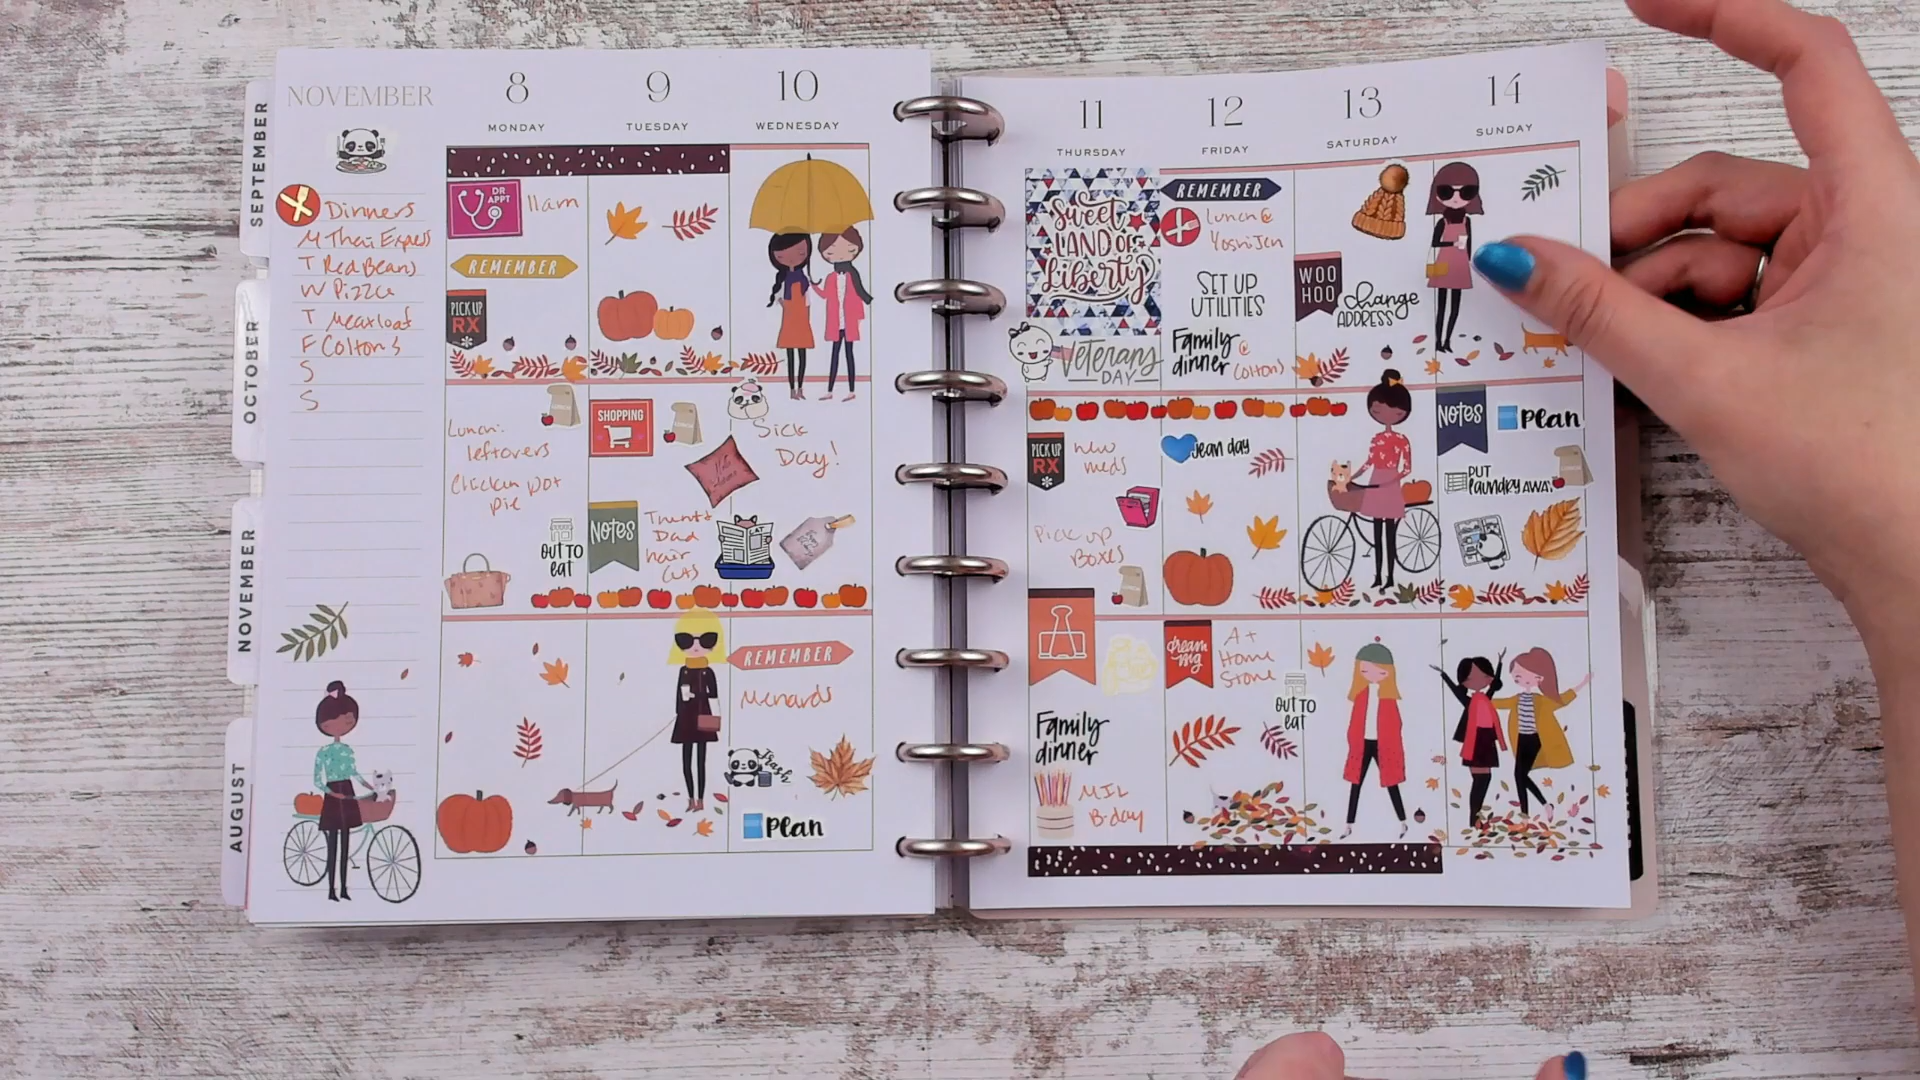 NOVEMBER
SEPTEMBER
OCTOBER
NOVEMBER
AUGUST
Dinners
M Thai Express
T Red Beans
W Pizza
T Meatloaf
F Coltons
S
S
8
MONDAY
DR
APPT
11am
REMEMBER
PICK UP
RX
Lunch:
leftovers
Chicken pot
pie
OUT TO
eat
9
TUESDAY
SHOPPING
NOTES
Dad
hair
cuts
10
WEDNESDAY
Sick
Day!
REMEMBER
Menards
Trash
Plan
11
THURSDAY
Sweet
LAND OF
Liberty
Veterans
DAY
PICK UP
RX
new
meds
Pick up
Boxes
Family
dinner
MIL
B-day
12
FRIDAY
REMEMBER
Lunch @
SET UP
UTILITIES
Family
dinner @
Coltons
Jean day
dream
ing
A+
Home
Store
OUT TO
eat
13
SATURDAY
WOO
HOO
change
ADDRESS
14
SUNDAY
NOTES
Plan
PUT
laundry AWAY